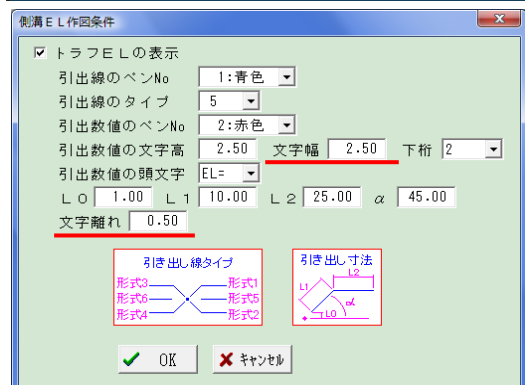 側溝EL作図条件
トラフELの表示
引出線のペンNo 1:青色
引出線のタイプ 5
引出数値のペンNo 2:赤色
引出数値の文字高 2.50 文字幅 2.50 下桁 2
引出数値の頭文字 EL=
L0 1.00 L1 10.00 L2 25.00 α 45.00
文字離れ 0.50
引き出し線タイプ
形式3 形式1
形式6 形式5
形式4 形式2
引き出し寸法
L2
L1
α
L0
OK キャンセル